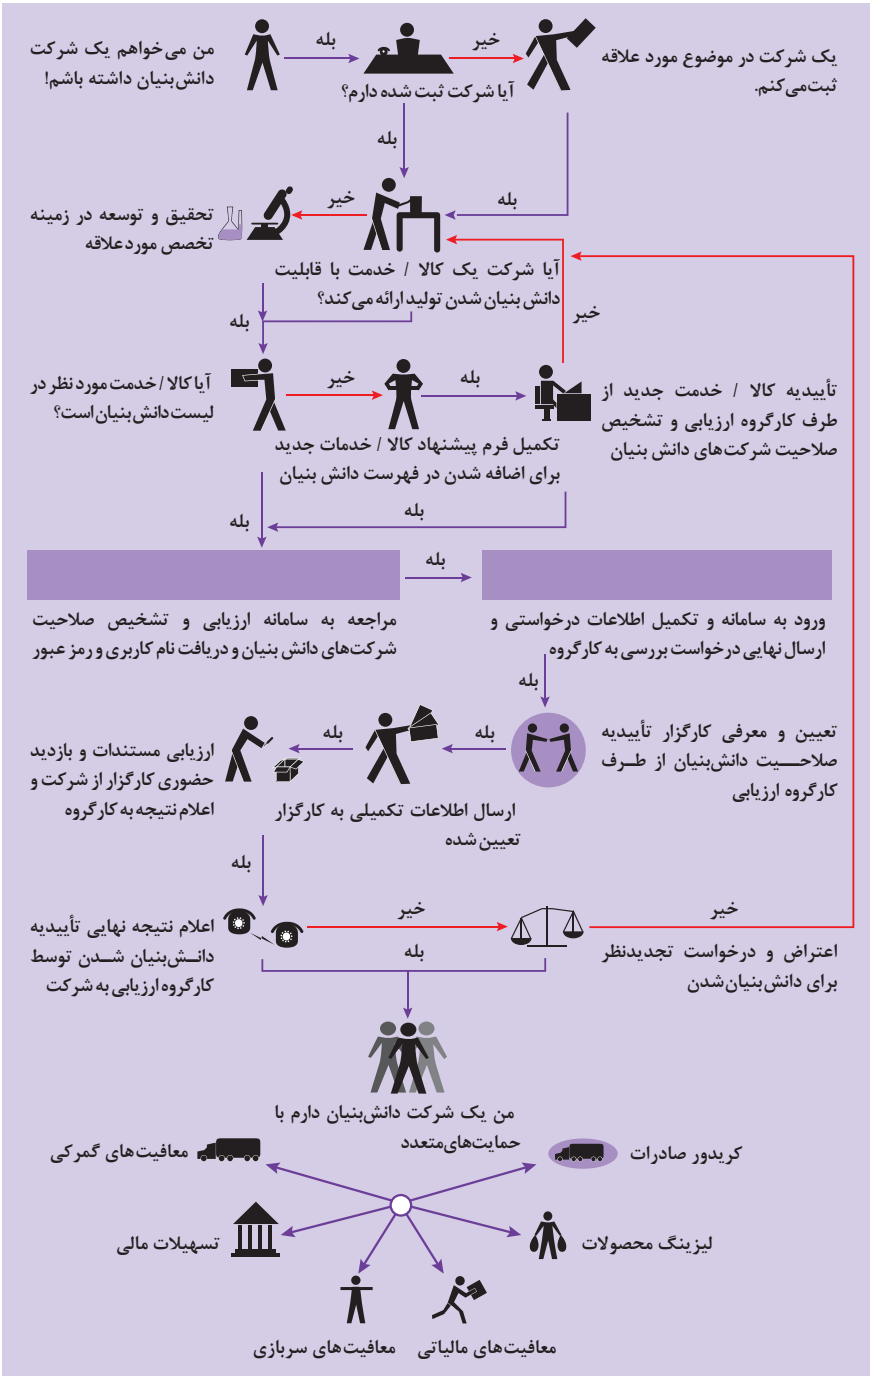 من می‌خواهم یک شرکت
دانش‌بنیان داشته باشم!
بله
آیا شرکت ثبت شده دارم؟
خیر
یک شرکت در موضوع مورد علاقه
ثبت‌می‌کنم.
بله
بله
خیر
تحقیق و توسعه در زمینه
تخصص موردعلاقه
آیا شرکت یک کالا / خدمت با قابلیت
دانش‌بنیان شدن تولید ارائه می‌کند؟
خیر
بله
آیا کالا / خدمت مورد نظر در
لیست دانش‌بنیان است؟
خیر
تکمیل فرم پیشنهاد کالا / خدمات جدید
برای اضافه شدن در فهرست دانش بنیان
بله
تأییدیه کالا / خدمت جدید از
طرف کارگروه ارزیابی و تشخیص
صلاحیت شرکت‌های دانش بنیان
بله
بله
مراجعه به سامانه ارزیابی و تشخیص صلاحیت
شرکت‌های دانش بنیان و دریافت نام کاربری و رمز عبور
بله
ورود به سامانه و تکمیل اطلاعات درخواستی و
ارسال نهایی درخواست بررسی به کارگروه
بله
تعیین و معرفی کارگزار تأییدیه
صلاحـــیت دانش‌بنیان از طــرف
کارگروه ارزیابی
بله
ارسال اطلاعات تکمیلی به کارگزار
تعیین شده
بله
ارزیابی مستندات و بازدید
حضوری کارگزار از شرکت و
اعلام نتیجه به کارگروه
بله
اعلام نتیجه نهایی تأییدیه
دانــش‌بنیان شــدن توسط
کارگروه ارزیابی به شرکت
خیر
بله
خیر
اعتراض و درخواست تجدیدنظر
برای دانش‌بنیان‌شدن
من یک شرکت دانش‌بنیان دارم با
حمایت‌های‌متعدد
کریدور صادرات
معافیت‌های گمرکی
لیزینگ محصولات
تسهیلات مالی
معافیت‌های مالیاتی
معافیت‌های سربازی